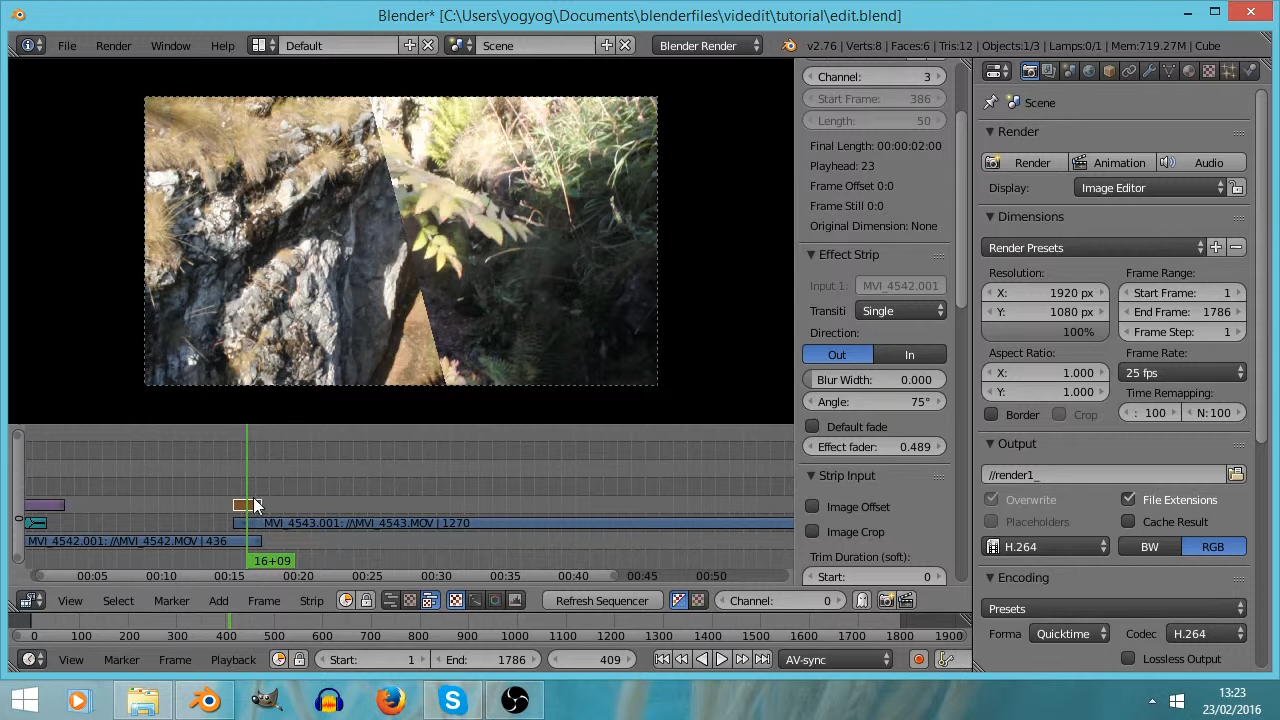 Blender* [C:\Users\yogyog\Documents\blenderfiles\videdit\tutorial\edit.blend]
File Render Window Help Default Scene Blender Render v2.76 | Verts:8 | Faces:6 | Tris:12 | Objects:1/3 | Lamps:0/1 | Mem:719.27M | Cube
Channel: 3
Start Frame: 386
Length: 50
Final Length: 00:00:02:00
Playhead: 23
Frame Offset 0:0
Frame Still 0:0
Original Dimension: None
Effect Strip
Input 1: MVI_4542.001
Transiti Single
Direction:
Out In
Blur Width: 0.000
Angle: 75°
Default fade
Effect fader: 0.489
Strip Input
Image Offset
Image Crop
Trim Duration (soft):
Start: 0
Scene
Render
Render Animation Audio
Display: Image Editor
Dimensions
Render Presets
Resolution: Frame Range:
X: 1920 px Start Frame: 1
Y: 1080 px End Frame: 1786
100% Frame Step: 1
Aspect Ratio: Frame Rate:
X: 1.000 25 fps
Y: 1.000 Time Remapping:
Border Crop : 100 N:100
Output
//render1_
Overwrite File Extensions
Placeholders Cache Result
H.264 BW RGB
Encoding
Presets
Forma Quicktime Codec H.264
Lossless Output
MVI_4543.001: //\MVI_4543.MOV | 1270
MVI_4542.001: //\MVI_4542.MOV | 436
16+09
00:05 00:10 00:15 00:20 00:25 00:30 00:35 00:40 00:45 00:50
View Select Marker Add Frame Strip Refresh Sequencer Channel: 0
0 100 200 300 400 500 600 700 800 900 1000 1100 1200 1300 1400 1500 1600 1700 1800 1900
View Marker Frame Playback Start: 1 End: 1786 409 AV-sync
13:23
23/02/2016